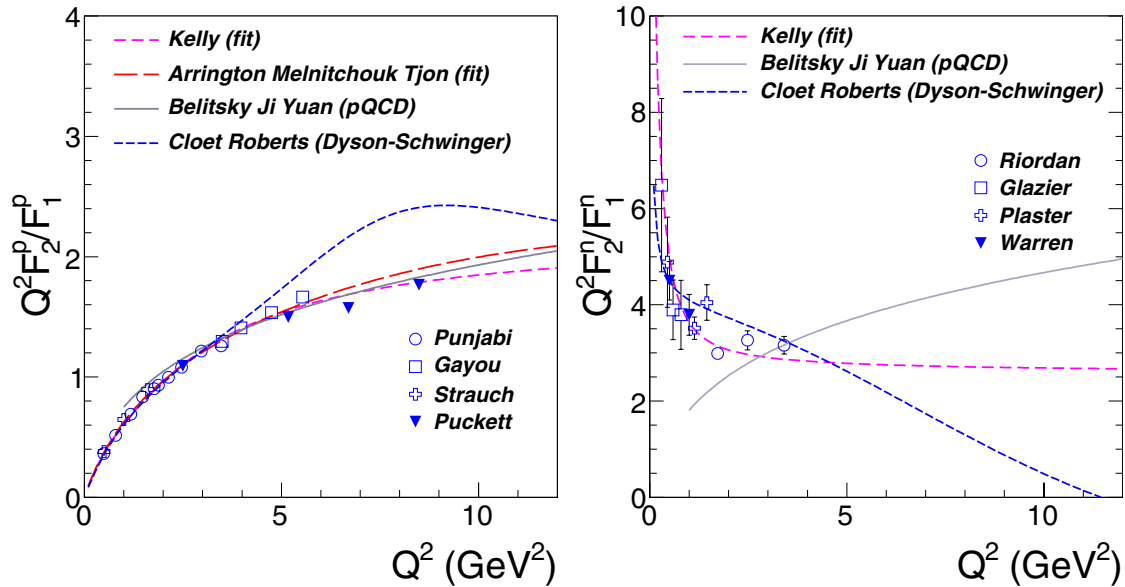 4
3
2
1
0
0
5
10
Q²F₂ᵖ/F₁ᵖ
Q² (GeV²)
Kelly (fit)
Arrington Melnitchouk Tjon (fit)
Belitsky Ji Yuan (pQCD)
Cloet Roberts (Dyson-Schwinger)
Punjabi
Gayou
Strauch
Puckett
10
8
6
4
2
0
0
5
10
Q²F₂ⁿ/F₁ⁿ
Q² (GeV²)
Kelly (fit)
Belitsky Ji Yuan (pQCD)
Cloet Roberts (Dyson-Schwinger)
Riordan
Glazier
Plaster
Warren